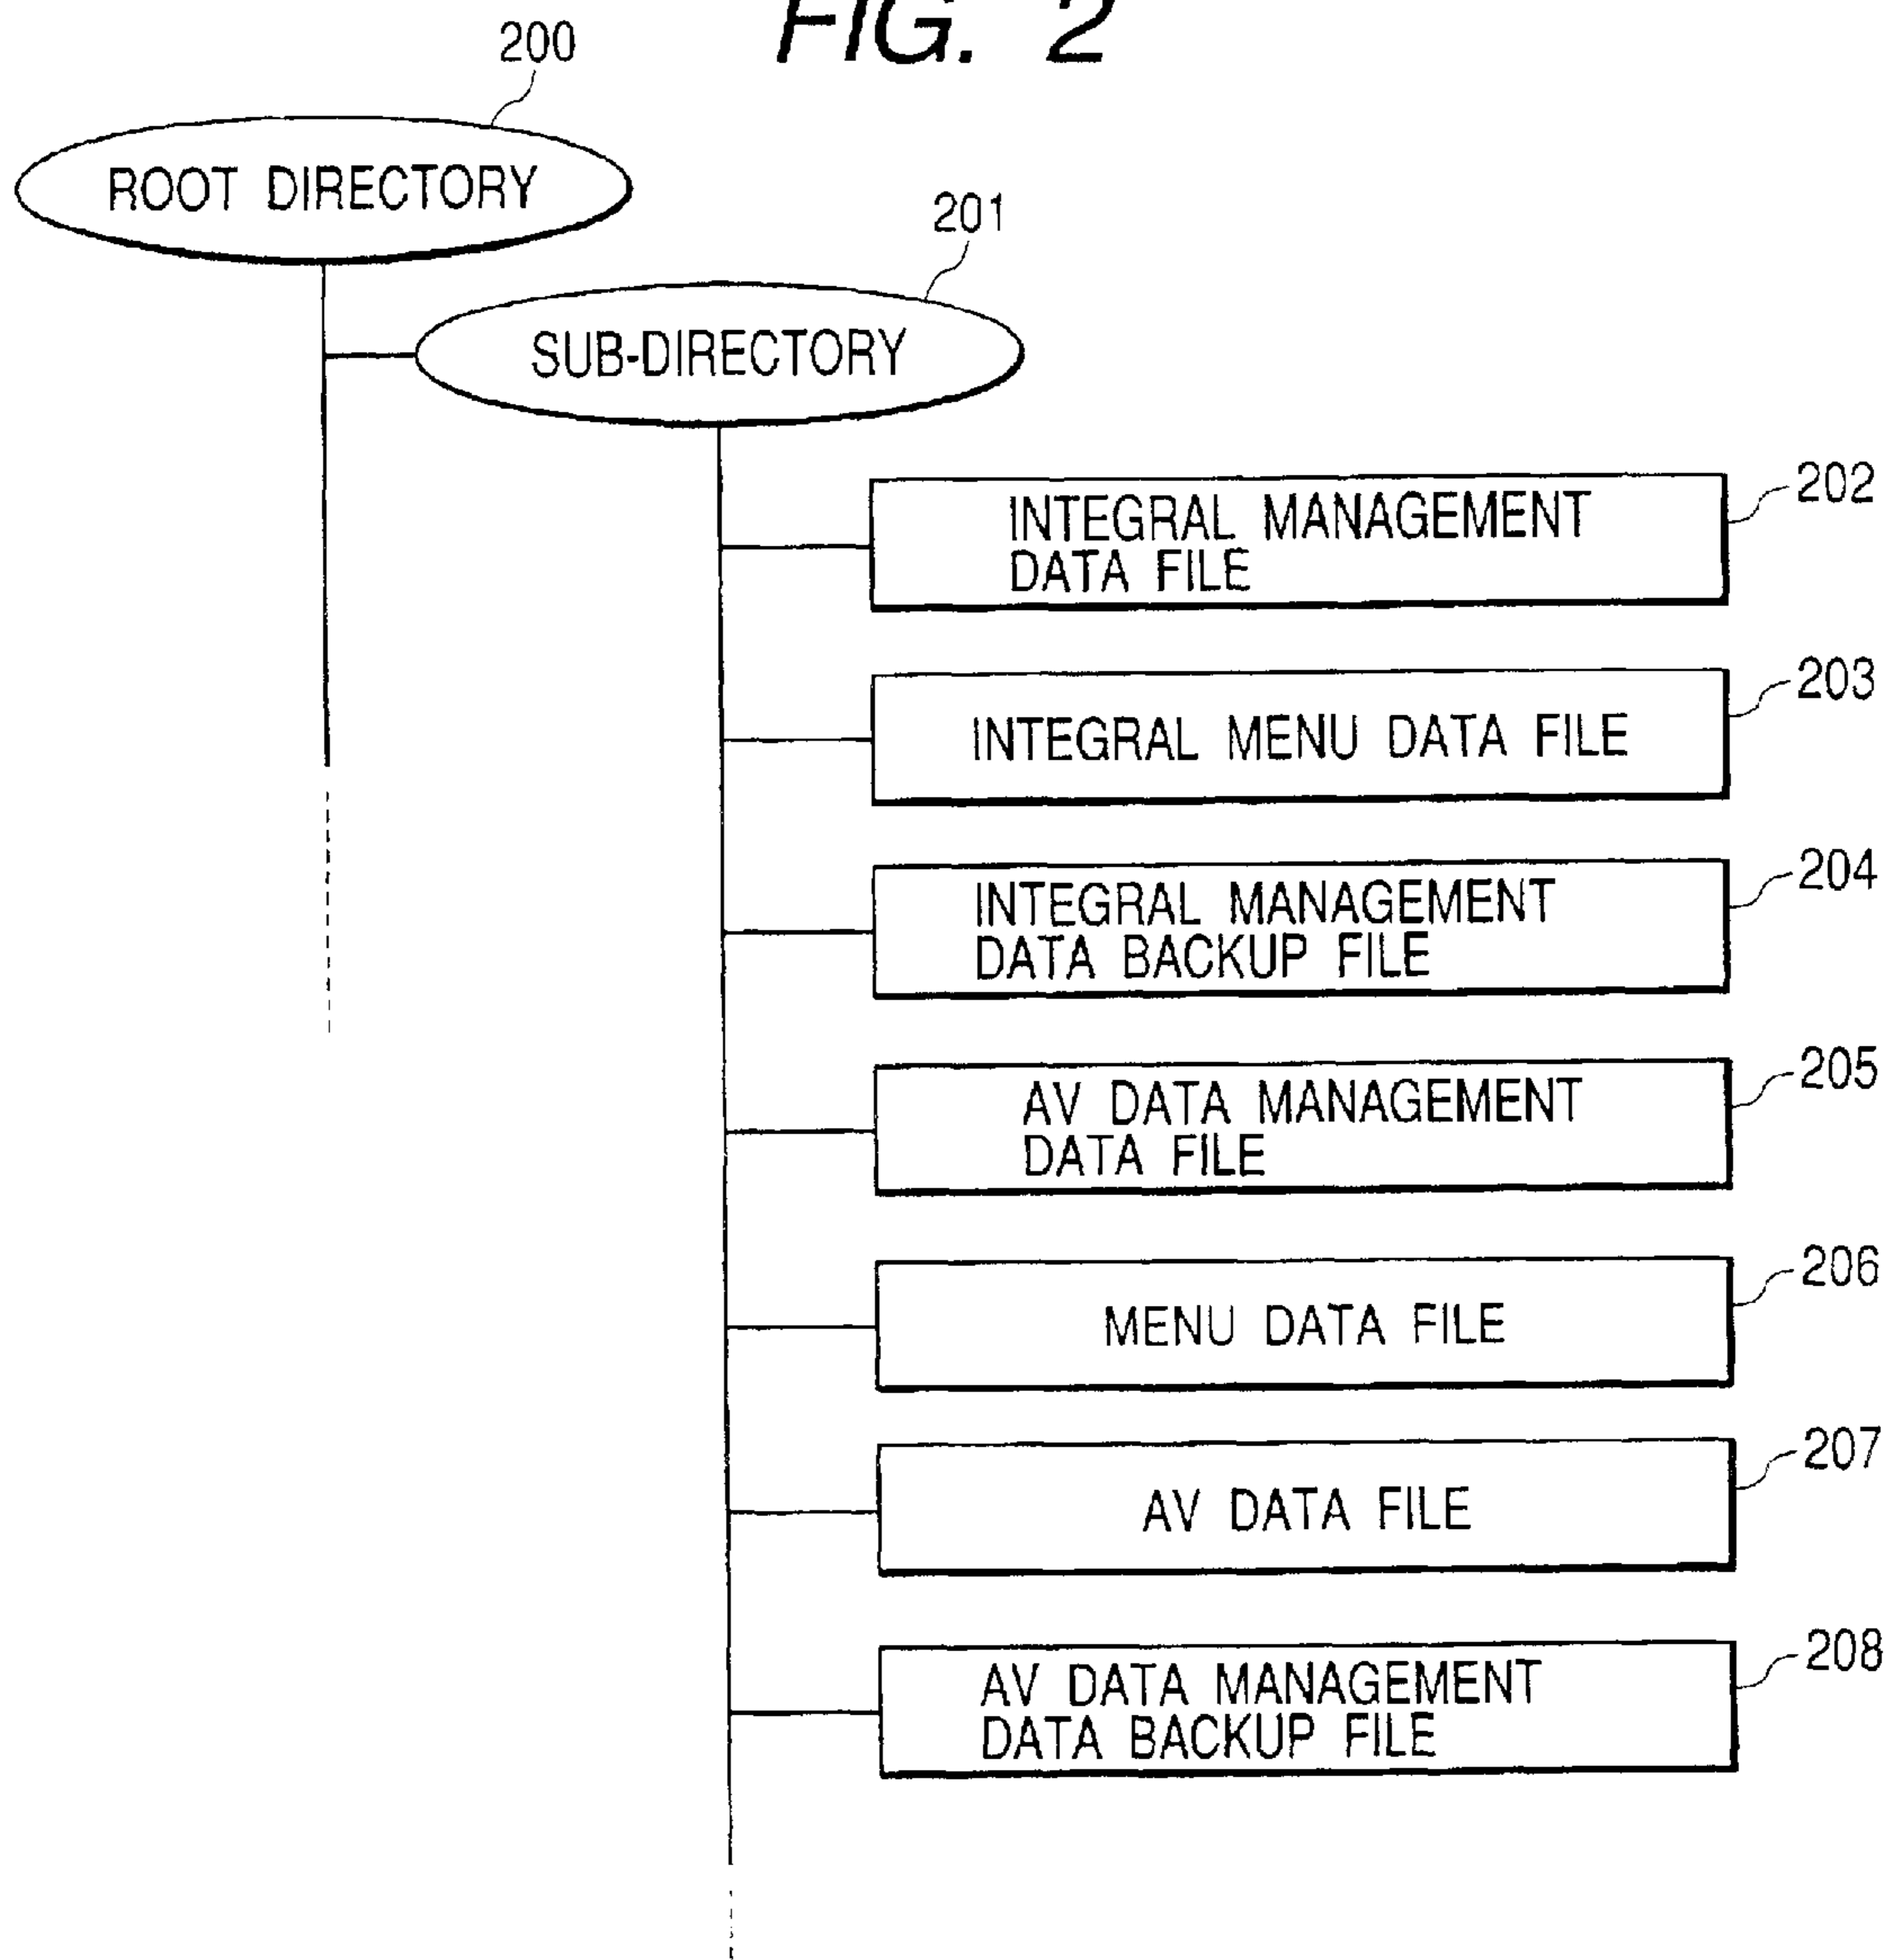 FIG. 2
200
ROOT DIRECTORY
201
SUB-DIRECTORY
202
INTEGRAL MANAGEMENT
DATA FILE
203
INTEGRAL MENU DATA FILE
204
INTEGRAL MANAGEMENT
DATA BACKUP FILE
205
AV DATA MANAGEMENT
DATA FILE
206
MENU DATA FILE
207
AV DATA FILE
208
AV DATA MANAGEMENT
DATA BACKUP FILE